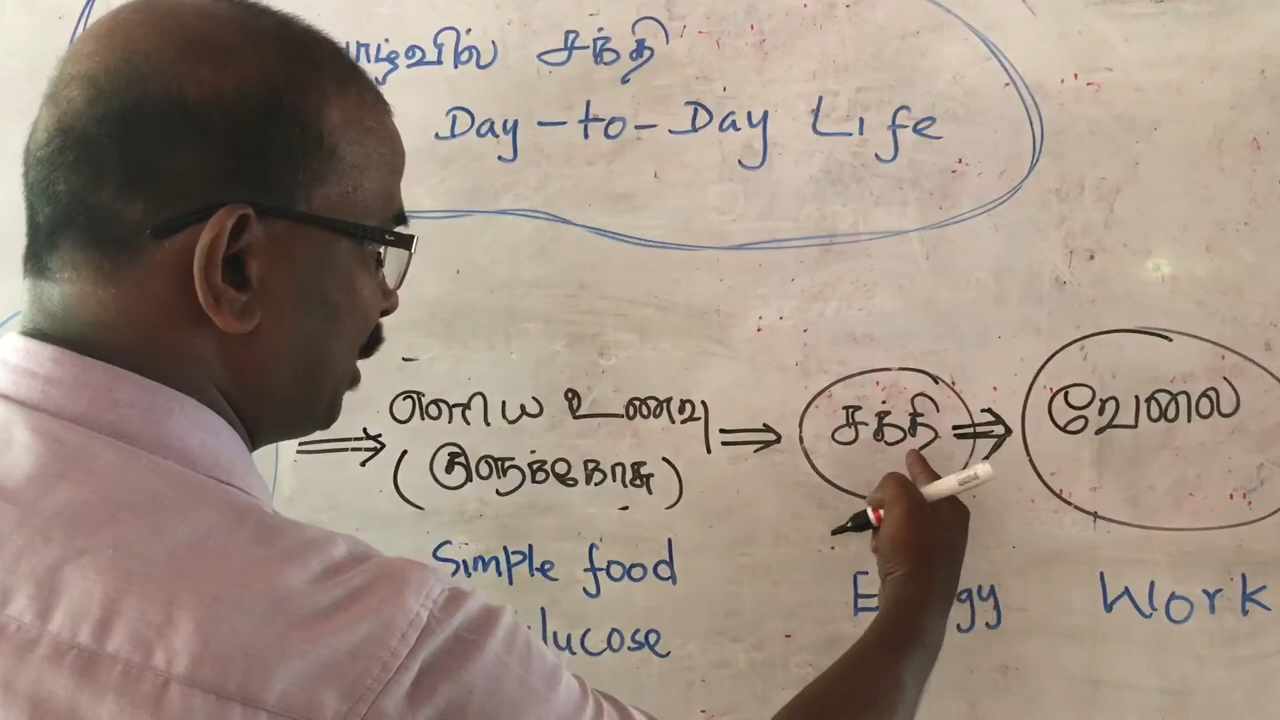 சக்தி
Day-to-Day Life
எளிய உணவு ⇒ சக்தி ⇒ வேலை
(குளுக்கோசு)
Simple food
Work